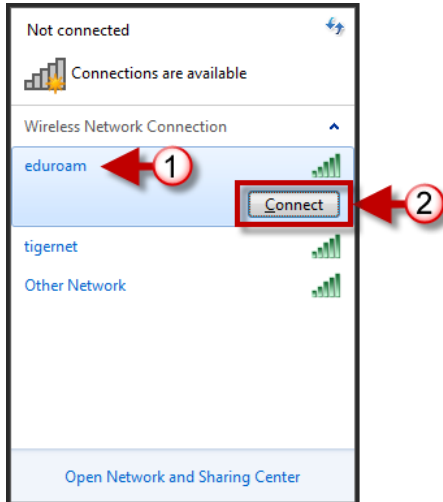 Not connected
Connections are available
Wireless Network Connection
eduroam
1
Connect
2
tigernet
Other Network
Open Network and Sharing Center